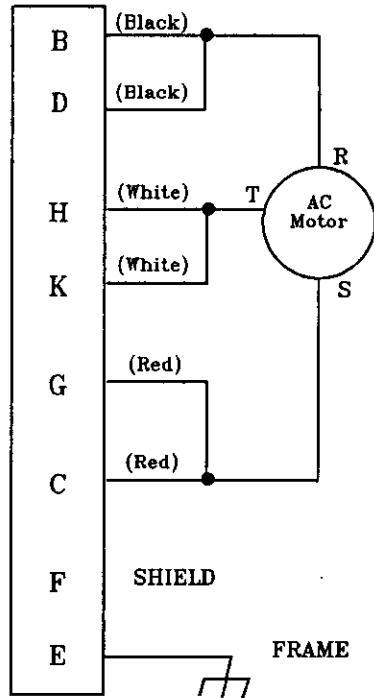 B (Black)
D (Black)
R
H (White) T AC Motor
K (White)
S
G (Red)
C (Red)
F SHIELD
E FRAME